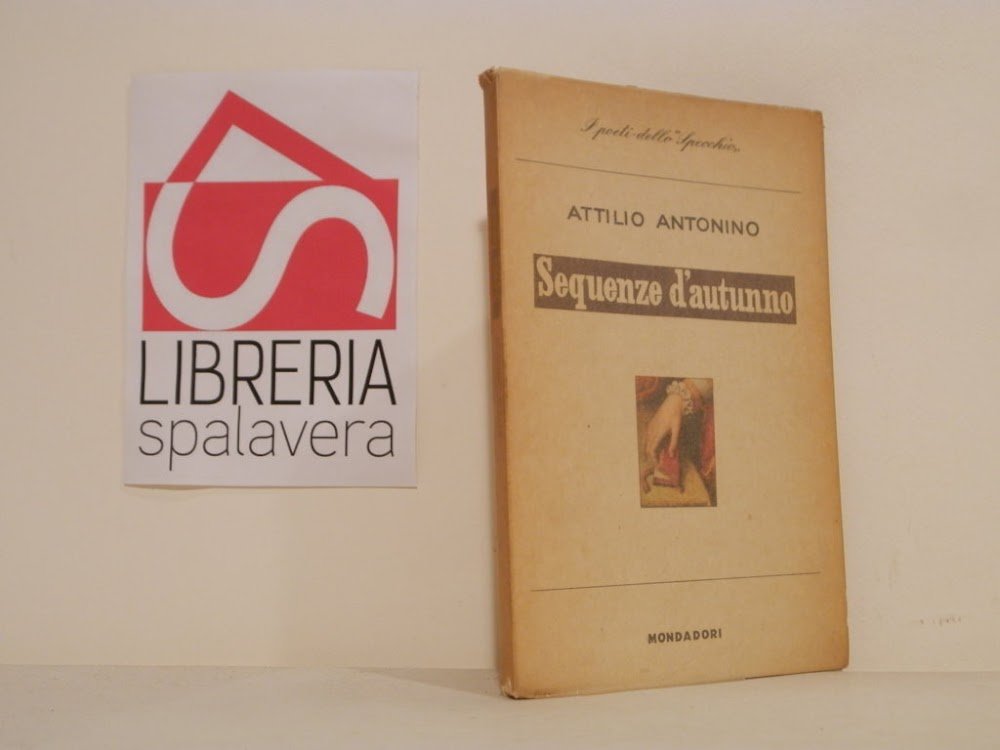 LIBRERIA
spalavera
I poeti dello "Specchio„
ATTILIO ANTONINO
Sequenze d'autunno
MONDADORI